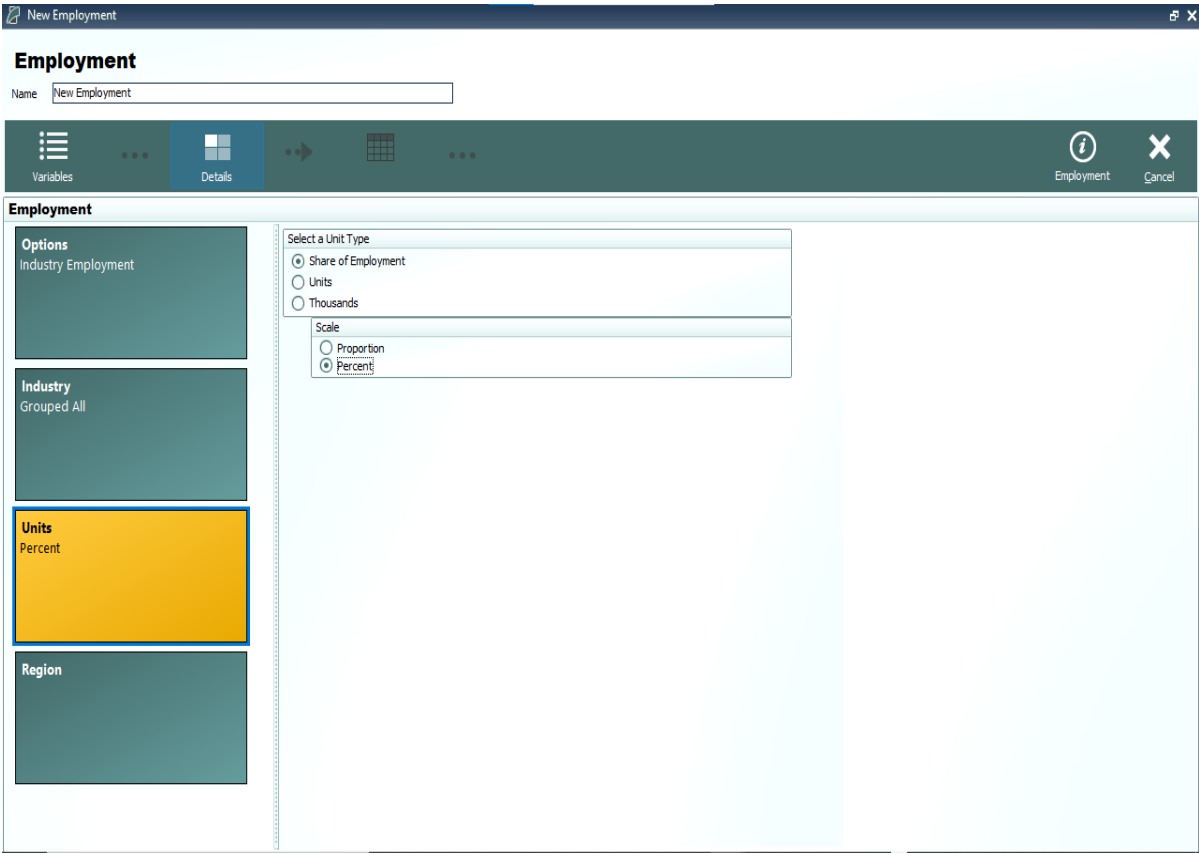 New Employment
Employment
Name New Employment
Variables
Details
Employment
Cancel
Employment
Options
Industry Employment
Industry
Grouped All
Units
Percent
Region
Select a Unit Type
Share of Employment
Units
Thousands
Scale
Proportion
Percent